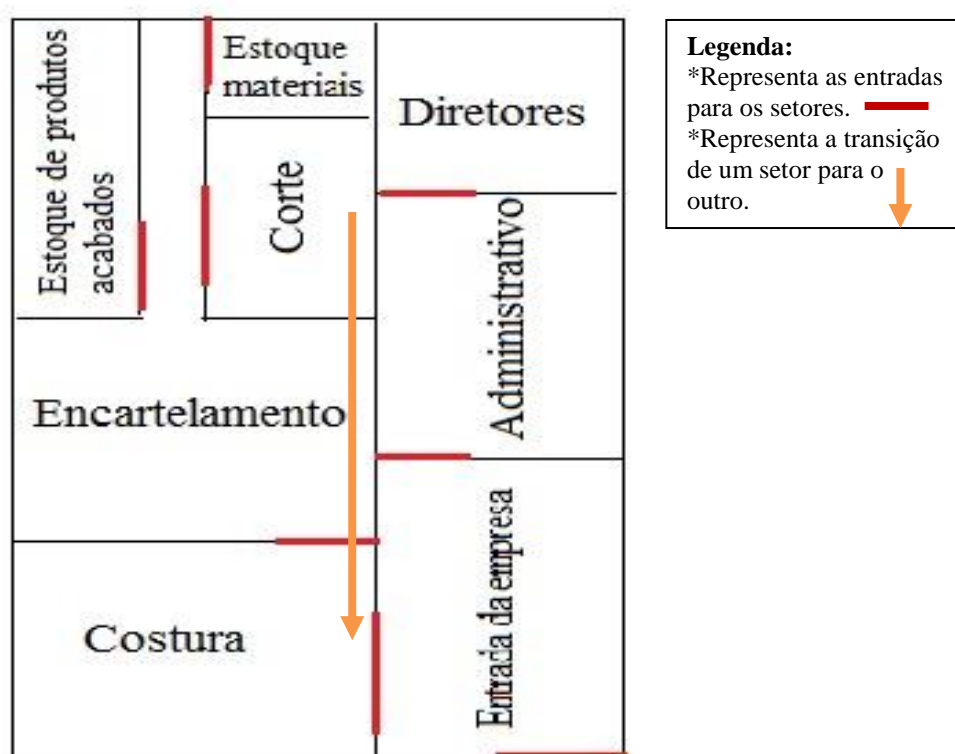 Estoque de produtos
acabados
Estoque
materiais
Corte
Diretores
Administrativo
Encartelamento
Costura
Entrada da empresa
Legenda:
*Representa as entradas
para os setores.
*Representa a transição
de um setor para o
outro.